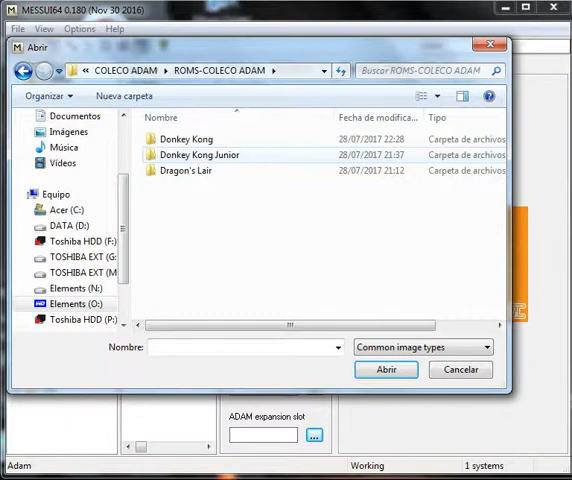 MESSUI64 0.180 (Nov 30 2016)
File View Options Help
Abrir
« COLECO ADAM ▸ ROMS-COLECO ADAM ▸
Buscar ROMS-COLECO ADAM
Organizar
Nueva carpeta
Nombre
Fecha de modifica...
Tipo
Documentos
Imágenes
Música
Vídeos
Equipo
Acer (C:)
DATA (D:)
Toshiba HDD (F:)
TOSHIBA EXT (G:
TOSHIBA EXT (M
Elements (N:)
Elements (O:)
Toshiba HDD (P:)
Donkey Kong 28/07/2017 22:28 Carpeta de archivos
Donkey Kong Junior 28/07/2017 21:37 Carpeta de archivos
Dragon's Lair 28/07/2017 21:12 Carpeta de archivos
Nombre:
Common image types
Abrir
Cancelar
ADAM expansion slot
...
Adam
Working
1 systems